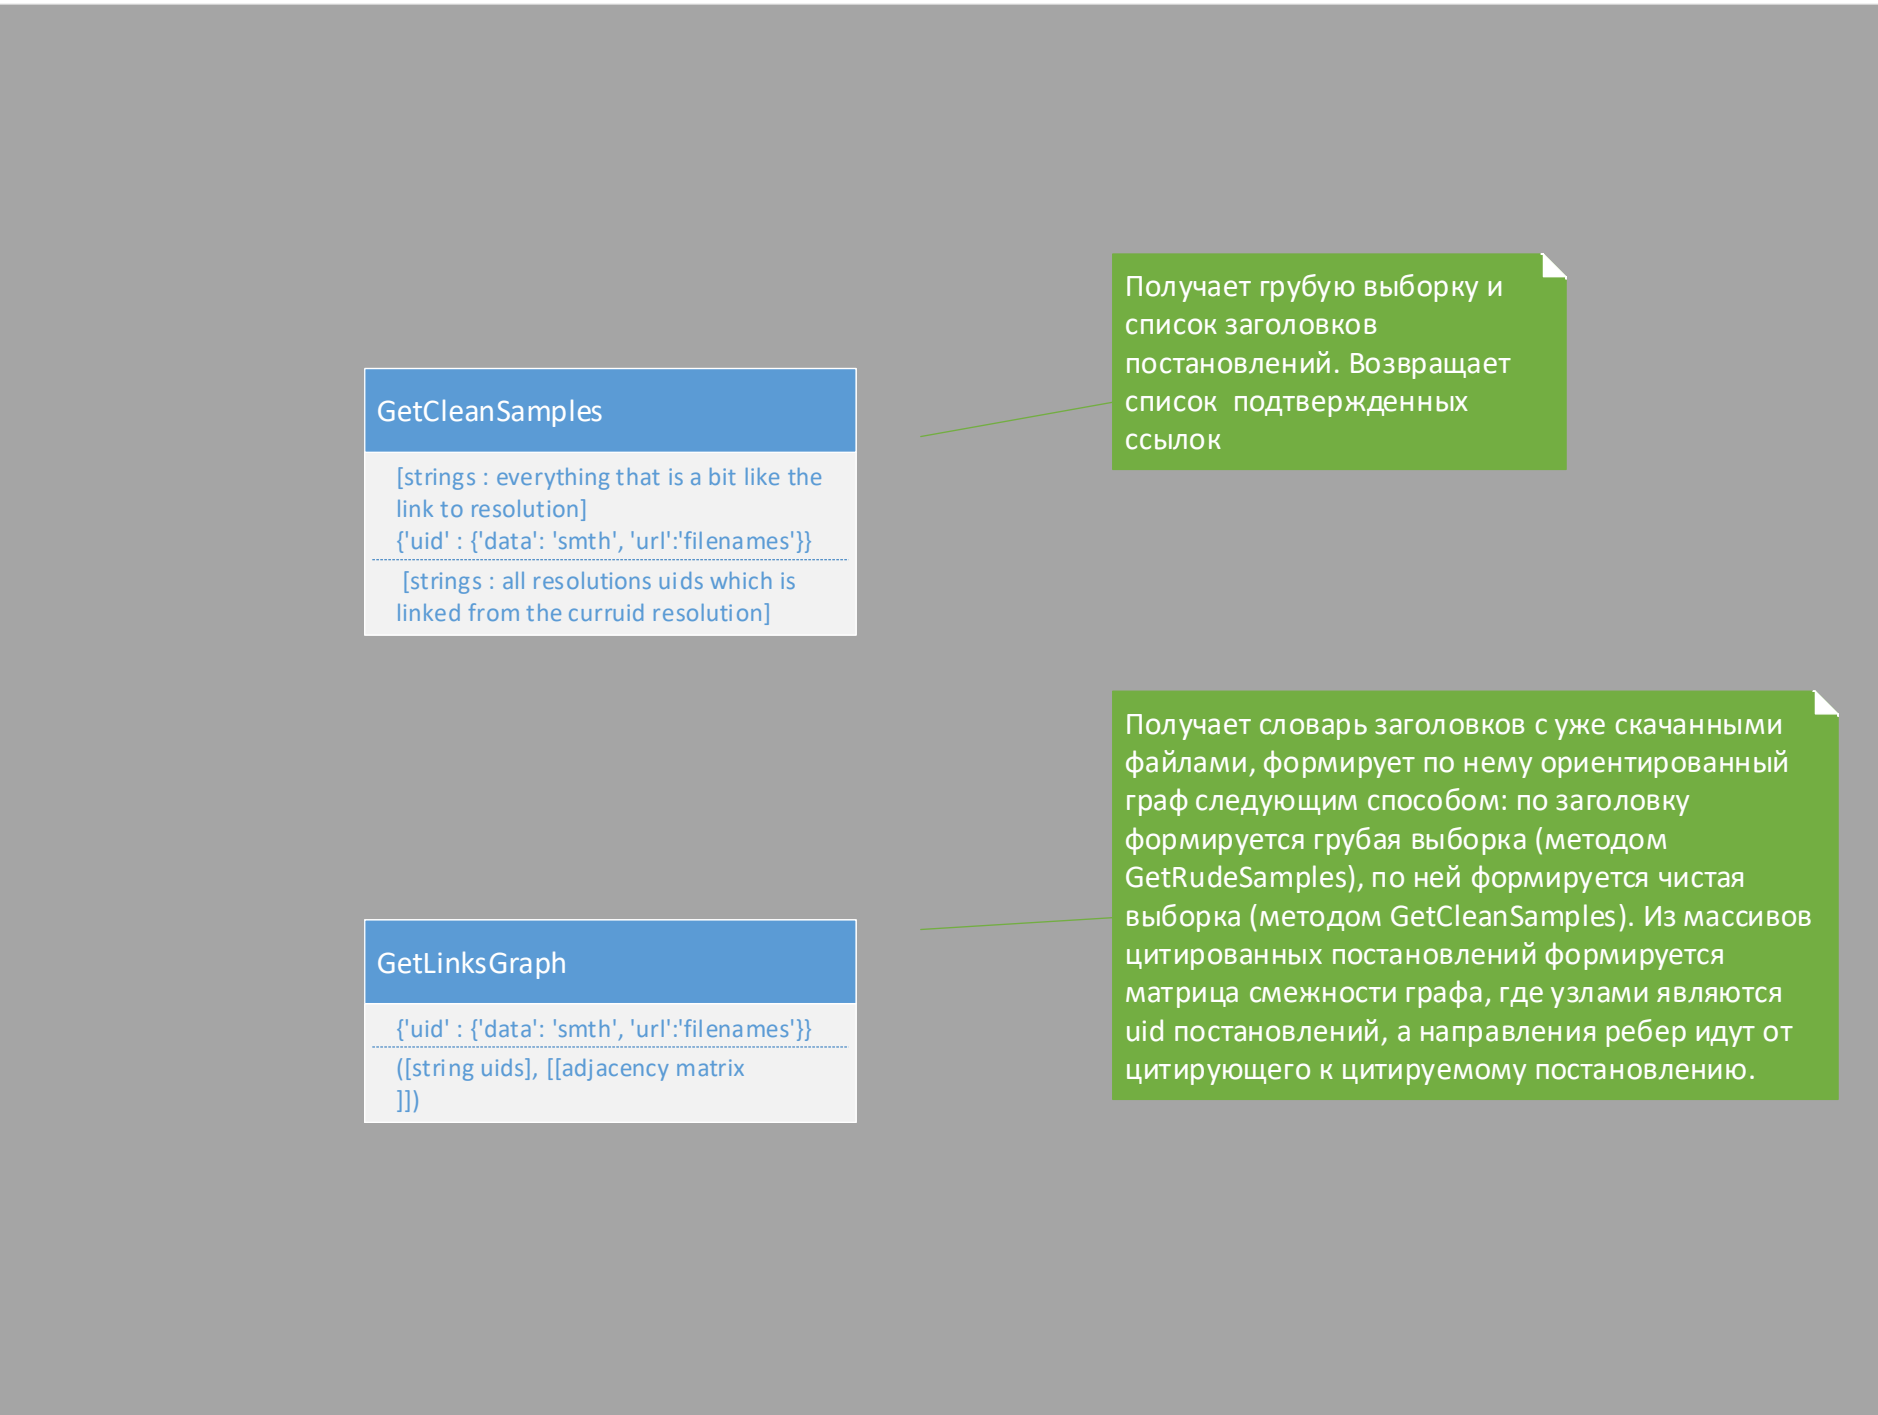 Получает грубую выборку и
список заголовков
постановлений. Возвращает
список  подтвержденных
ссылок
GetCleanSamples
[strings : everything that is a bit like the
link to resolution]
{'uid' : {'data': 'smth', 'url':'filenames'}}
[strings : all resolutions uids which is
linked from the curruid resolution]
Получает словарь заголовков с уже скачанными
файлами, формирует по нему ориентированный
граф следующим способом: по заголовку
формируется грубая выборка (методом
GetRudeSamples), по ней формируется чистая
выборка (методом GetCleanSamples). Из массивов
цитированных постановлений формируется
матрица смежности графа, где узлами являются
uid постановлений, а направления ребер идут от
цитирующего к цитируемому постановлению.
GetLinksGraph
{'uid' : {'data': 'smth', 'url':'filenames'}}
([string uids], [[adjacency matrix
]])